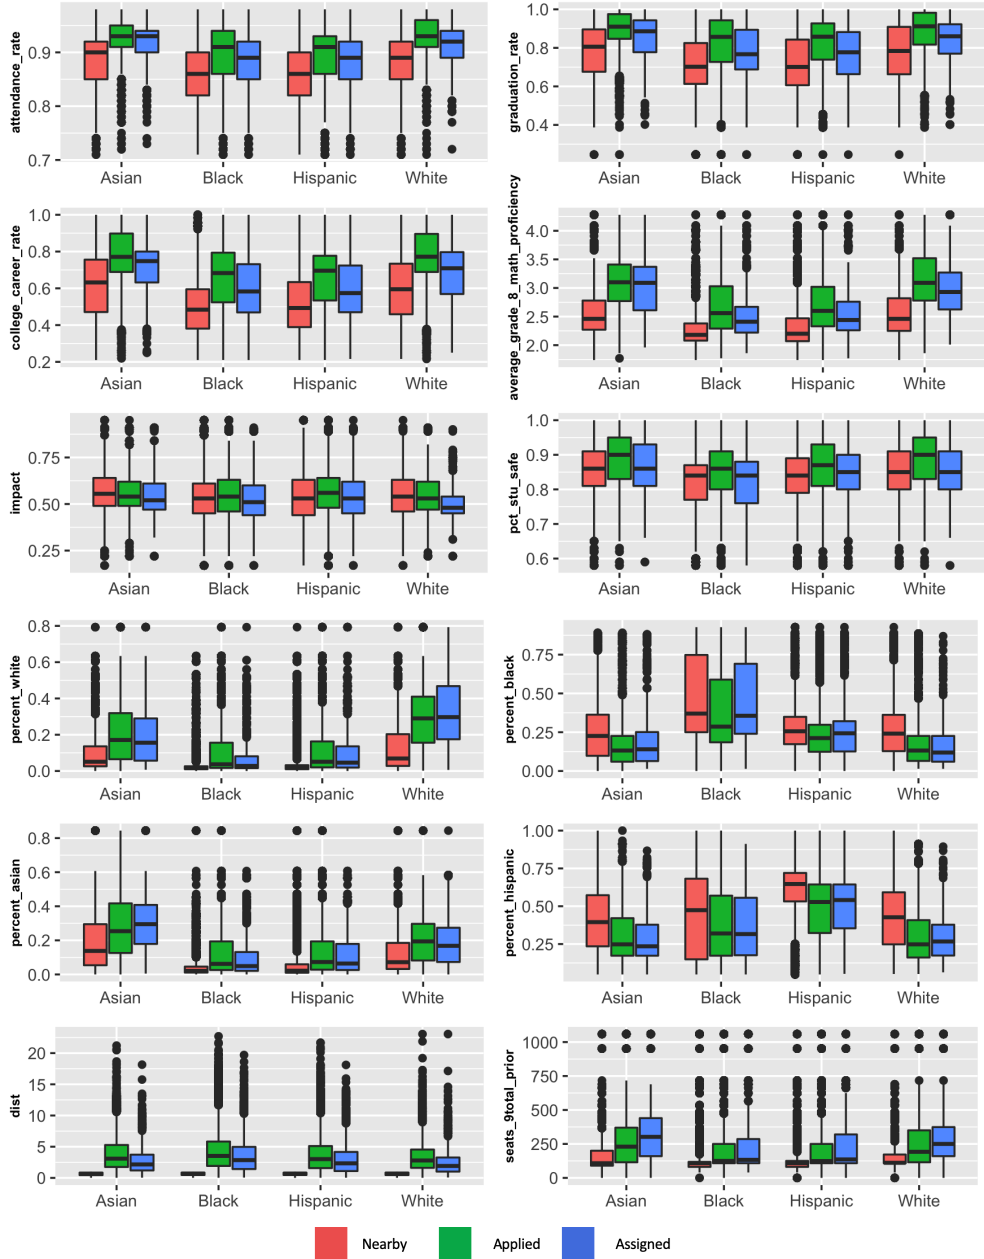 attendance_rate
0.9
0.8
0.7
Asian Black Hispanic White
graduation_rate
1.0
0.8
0.6
0.4
Asian Black Hispanic White
college_career_rate
1.0
0.8
0.6
0.4
0.2
Asian Black Hispanic White
average_grade_8_math_proficiency
4.0
3.5
3.0
2.5
2.0
Asian Black Hispanic White
impact
0.75
0.50
0.25
Asian Black Hispanic White
pct_stu_safe
1.0
0.9
0.8
0.7
0.6
Asian Black Hispanic White
percent_white
0.8
0.6
0.4
0.2
0.0
Asian Black Hispanic White
percent_black
0.75
0.50
0.25
0.00
Asian Black Hispanic White
percent_asian
0.8
0.6
0.4
0.2
0.0
Asian Black Hispanic White
percent_hispanic
1.00
0.75
0.50
0.25
Asian Black Hispanic White
dist
20
15
10
5
0
Asian Black Hispanic White
seats_9total_prior
1000
750
500
250
0
Asian Black Hispanic White
Nearby Applied Assigned